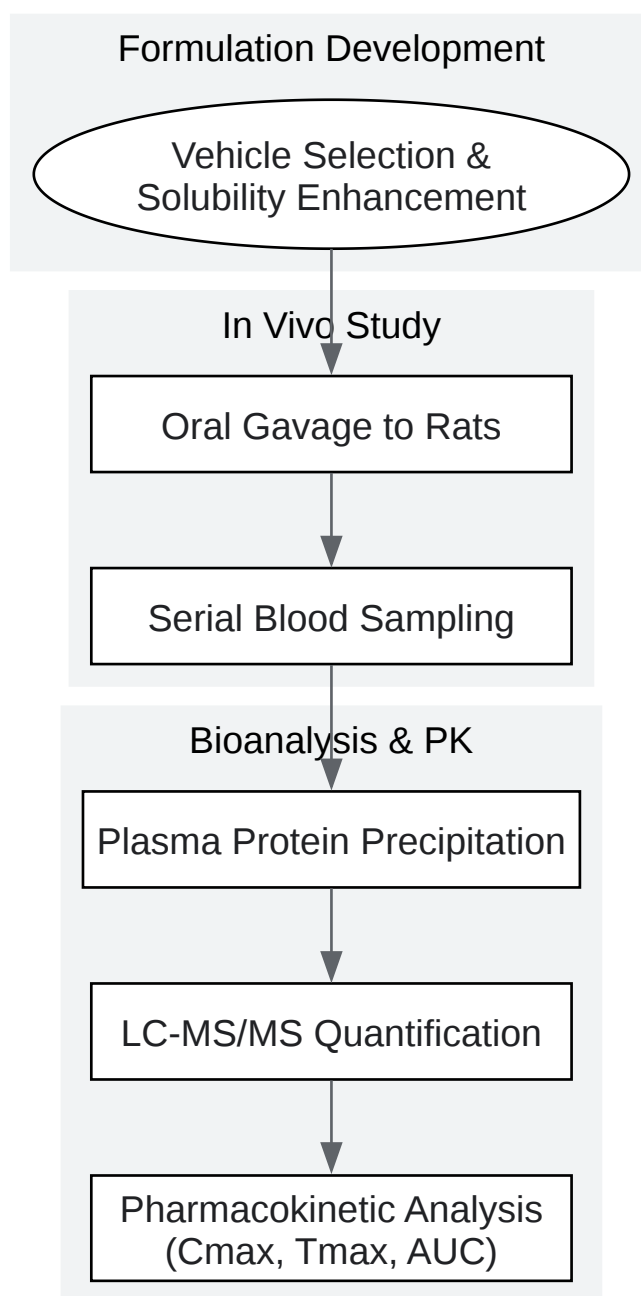 Formulation Development
Vehicle Selection &
Solubility Enhancement
In Vivo Study
Oral Gavage to Rats
Serial Blood Sampling
Bioanalysis & PK
Plasma Protein Precipitation
LC-MS/MS Quantification
Pharmacokinetic Analysis
(Cmax, Tmax, AUC)